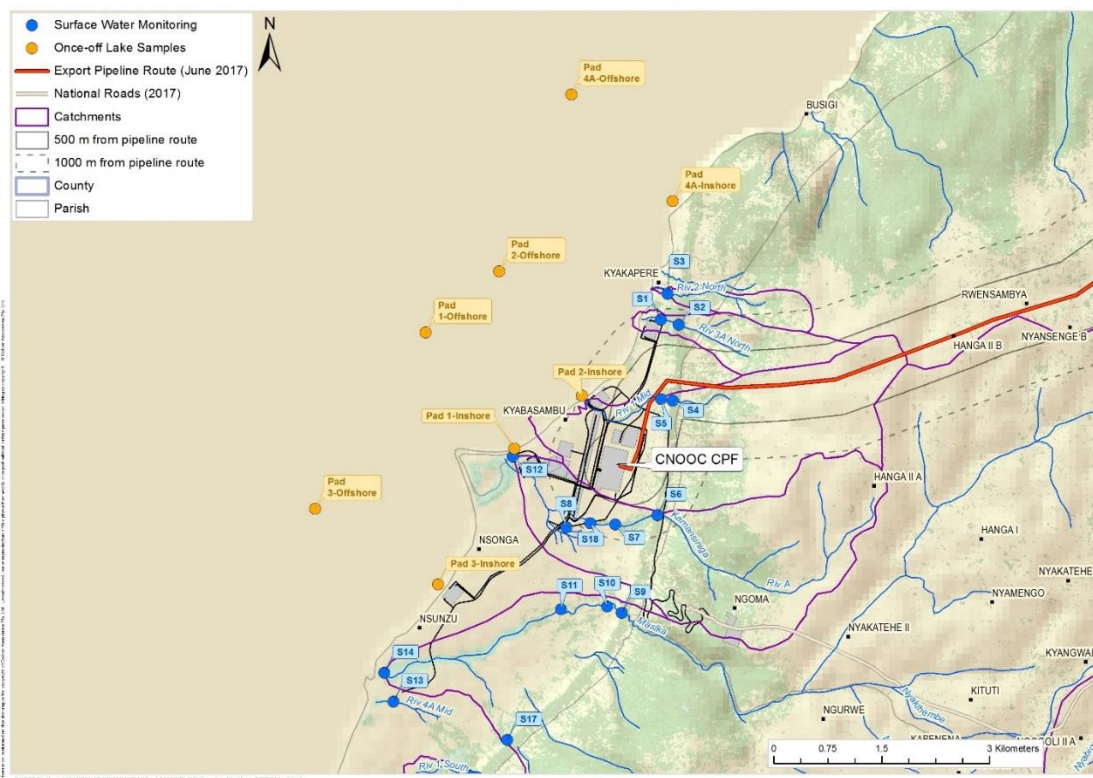 Surface Water Monitoring
Once-off Lake Samples
Export Pipeline Route (June 2017)
National Roads (2017)
Catchments
500 m from pipeline route
1000 m from pipeline route
County
Parish
N
Pad
4A-Offshore
BUSIGI
Pad
4A-Inshore
Pad
2-Offshore
S3
KYAKAPERE
Riv 2 North
S1
S2
RWENSAMBYA
Pad
1-Offshore
Riv 3A North
HANGA II B
NYANSENGE B
Pad 2-Inshore
KYABASAMBU
Mid
S5
S4
Pad 1-Inshore
CNOOC CPF
S12
HANGA II A
Pad
3-Offshore
S8
S6
S18
S7
Kamansinga
HANGA I
NSONGA
Riv A
NYAKATEHE
Pad 3-Inshore
S11
S10
S9
NGOMA
NYAMENGO
NSUNZU
Masika
NYAKATEHE II
S14
KYANGWAL
S13
Riv 4A Mid
Nyakihembe
KITUTI
S17
NGURWE
KABENENA
Riv 1 South
0 0.75 1.5 3 Kilometers